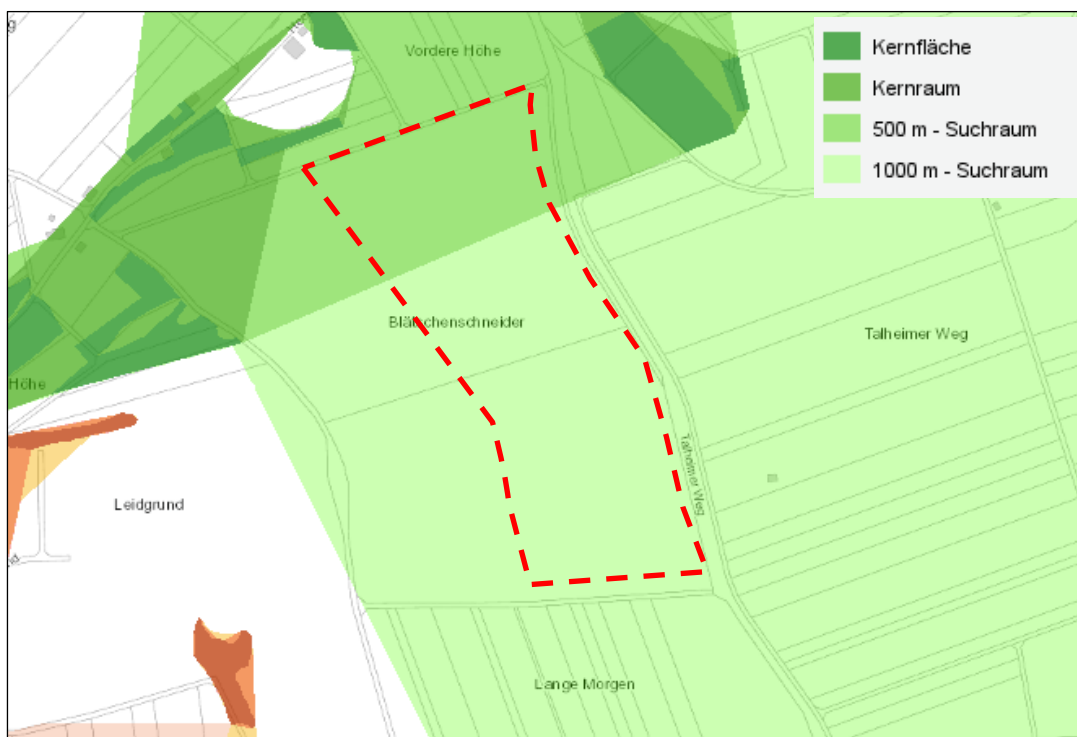 Vordere Höhe
Kernfläche
Kernraum
500 m - Suchraum
1000 m - Suchraum
Blättchenschneider
Talheimer Weg
Höhe
Talheimer Weg
Leidgrund
Lange Morgen